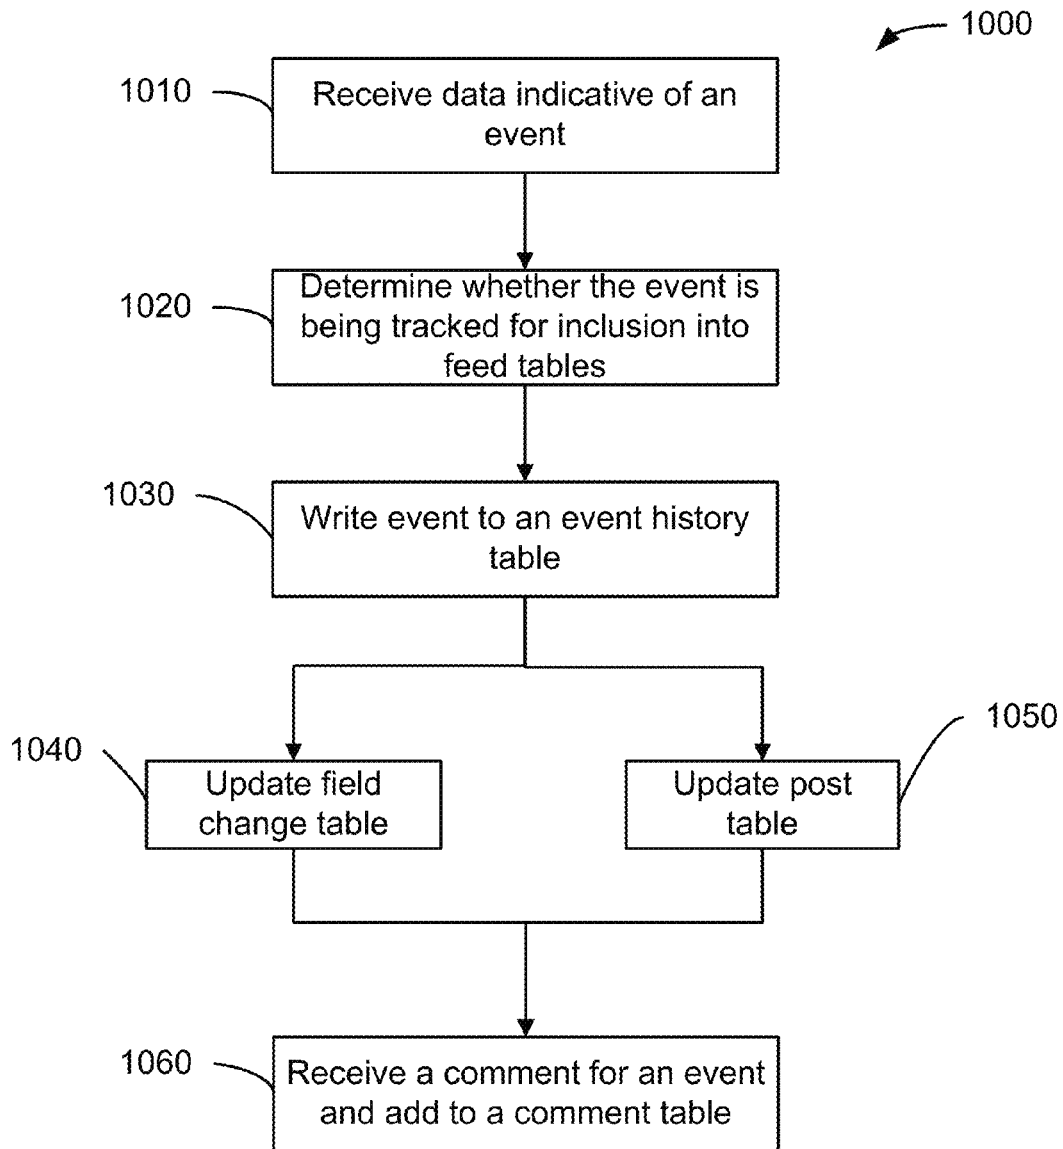 1000
1010
Receive data indicative of an
event
1020
Determine whether the event is
being tracked for inclusion into
feed tables
1030
Write event to an event history
table
1040
Update field
change table
1050
Update post
table
1060
Receive a comment for an event
and add to a comment table